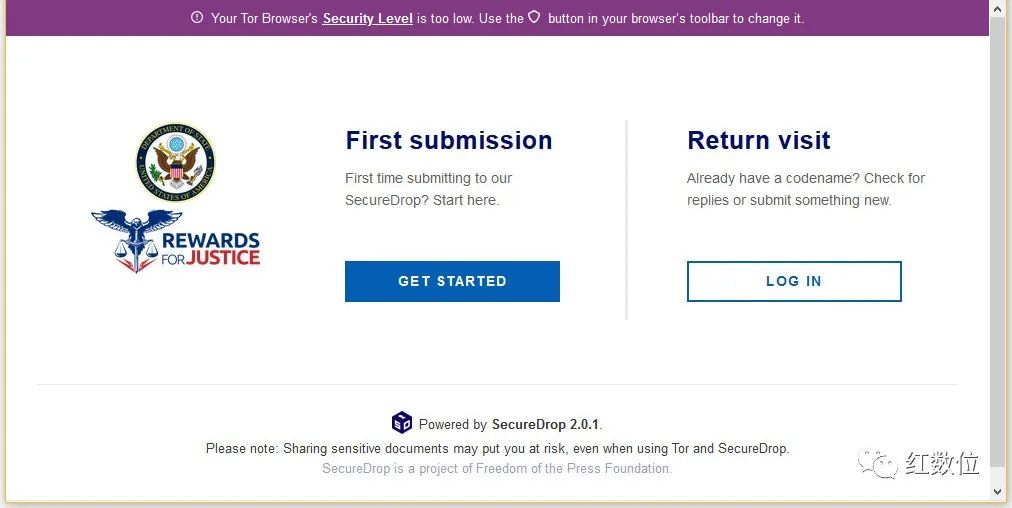 Your Tor Browser's Security Level is too low. Use the button in your browser's toolbar to change it.
DEPARTMENT OF STATE
UNITED STATES OF AMERICA
REWARDS
FOR JUSTICE
First submission
First time submitting to our
SecureDrop? Start here.
GET STARTED
Return visit
Already have a codename? Check for
replies or submit something new.
LOG IN
Powered by SecureDrop 2.0.1.
Please note: Sharing sensitive documents may put you at risk, even when using Tor and SecureDrop.
SecureDrop is a project of Freedom of the Press Foundation.
红数位